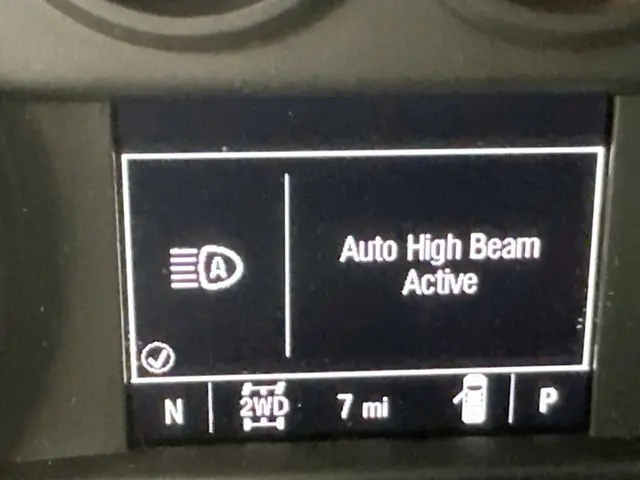 A
Auto High Beam
Active
N
2WD
7 mi
P